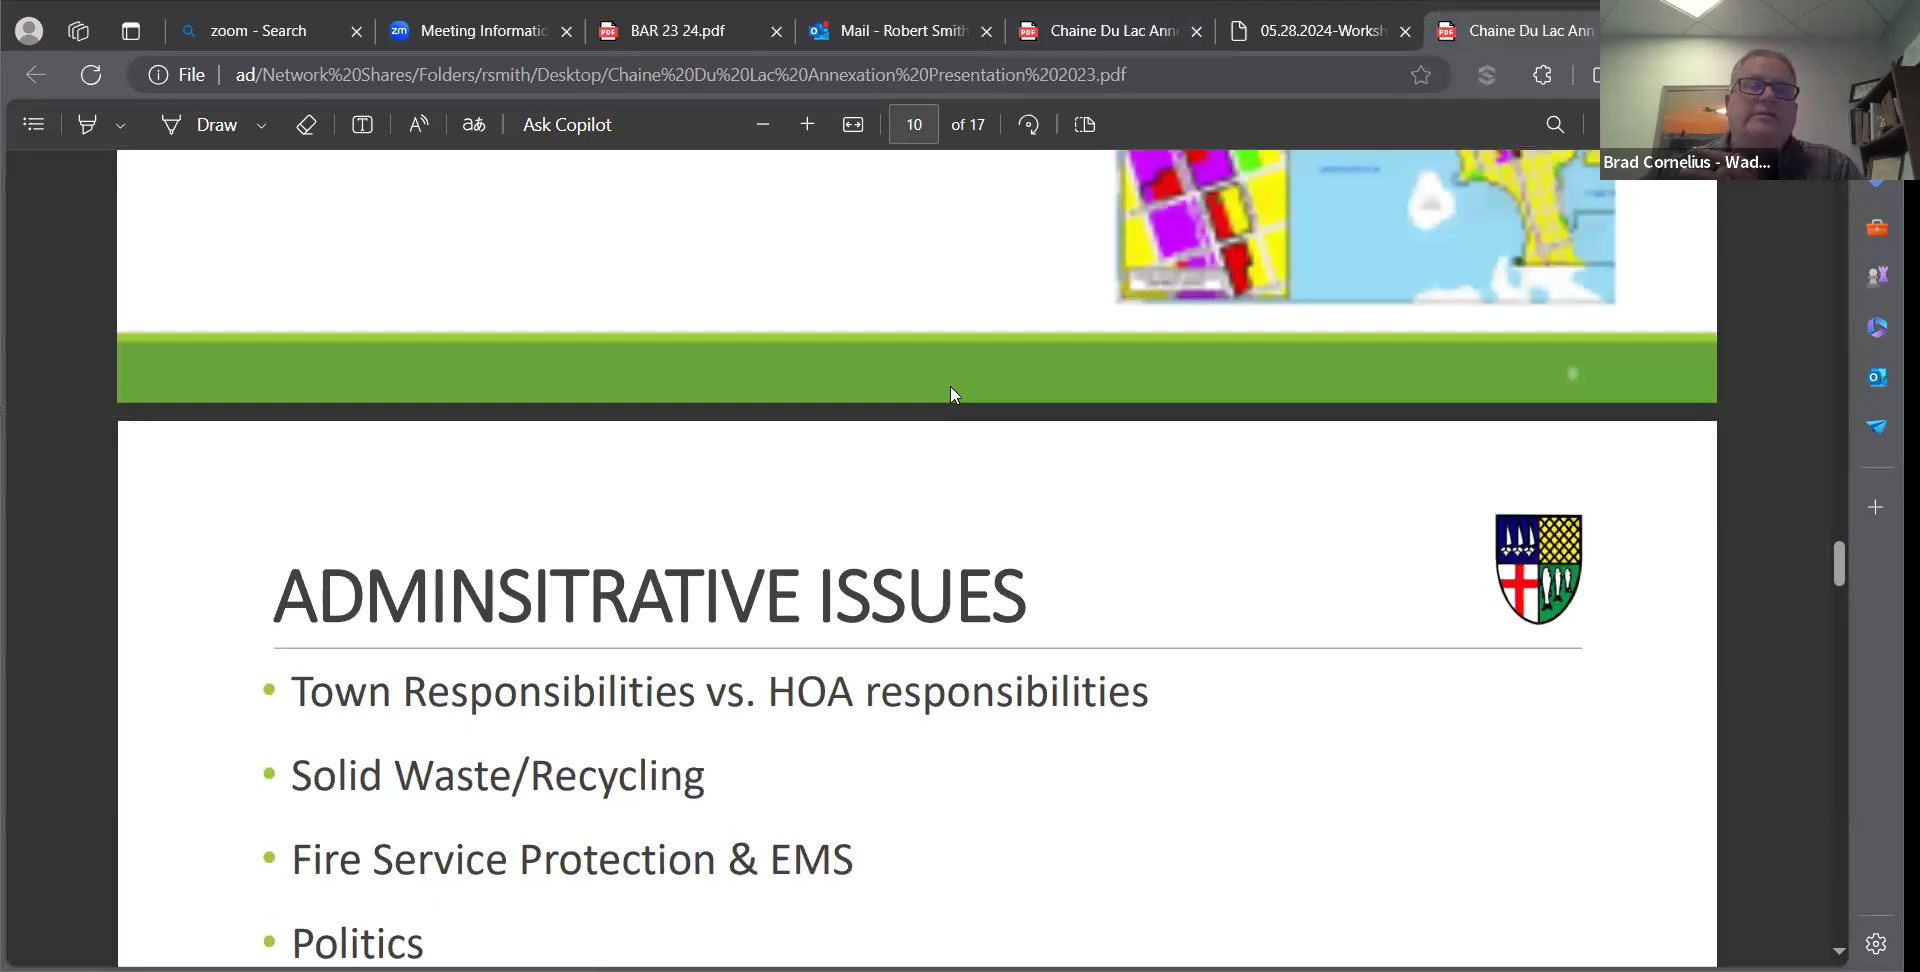 zoom - Search
Meeting Informatio
BAR 23 24.pdf
Mail - Robert Smith
Chaine Du Lac Anne
05.28.2024-Worksh
Chaine Du Lac Ann
File
ad/Network%20Shares/Folders/rsmith/Desktop/Chaine%20Du%20Lac%20Annexation%20Presentation%202023.pdf
Draw
Ask Copilot
10 of 17
Brad Cornelius - Wad...
ADMINSITRATIVE ISSUES
• Town Responsibilities vs. HOA responsibilities
• Solid Waste/Recycling
• Fire Service Protection & EMS
• Politics